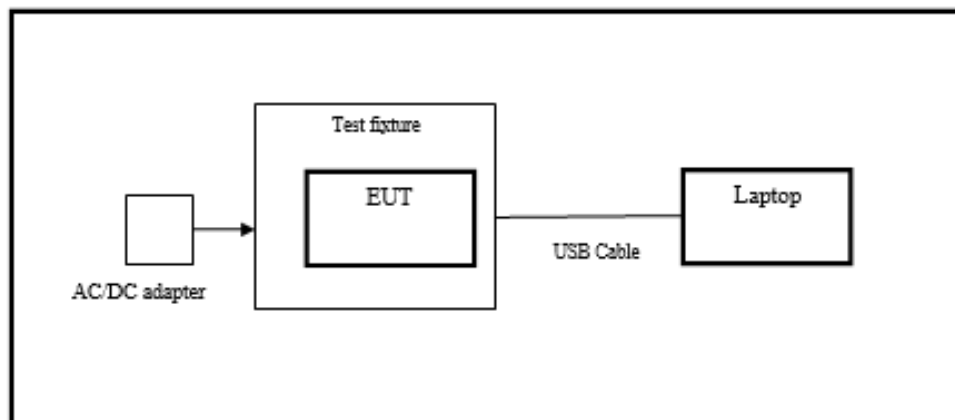 Test fixture
EUT
Laptop
USB Cable
AC/DC adapter